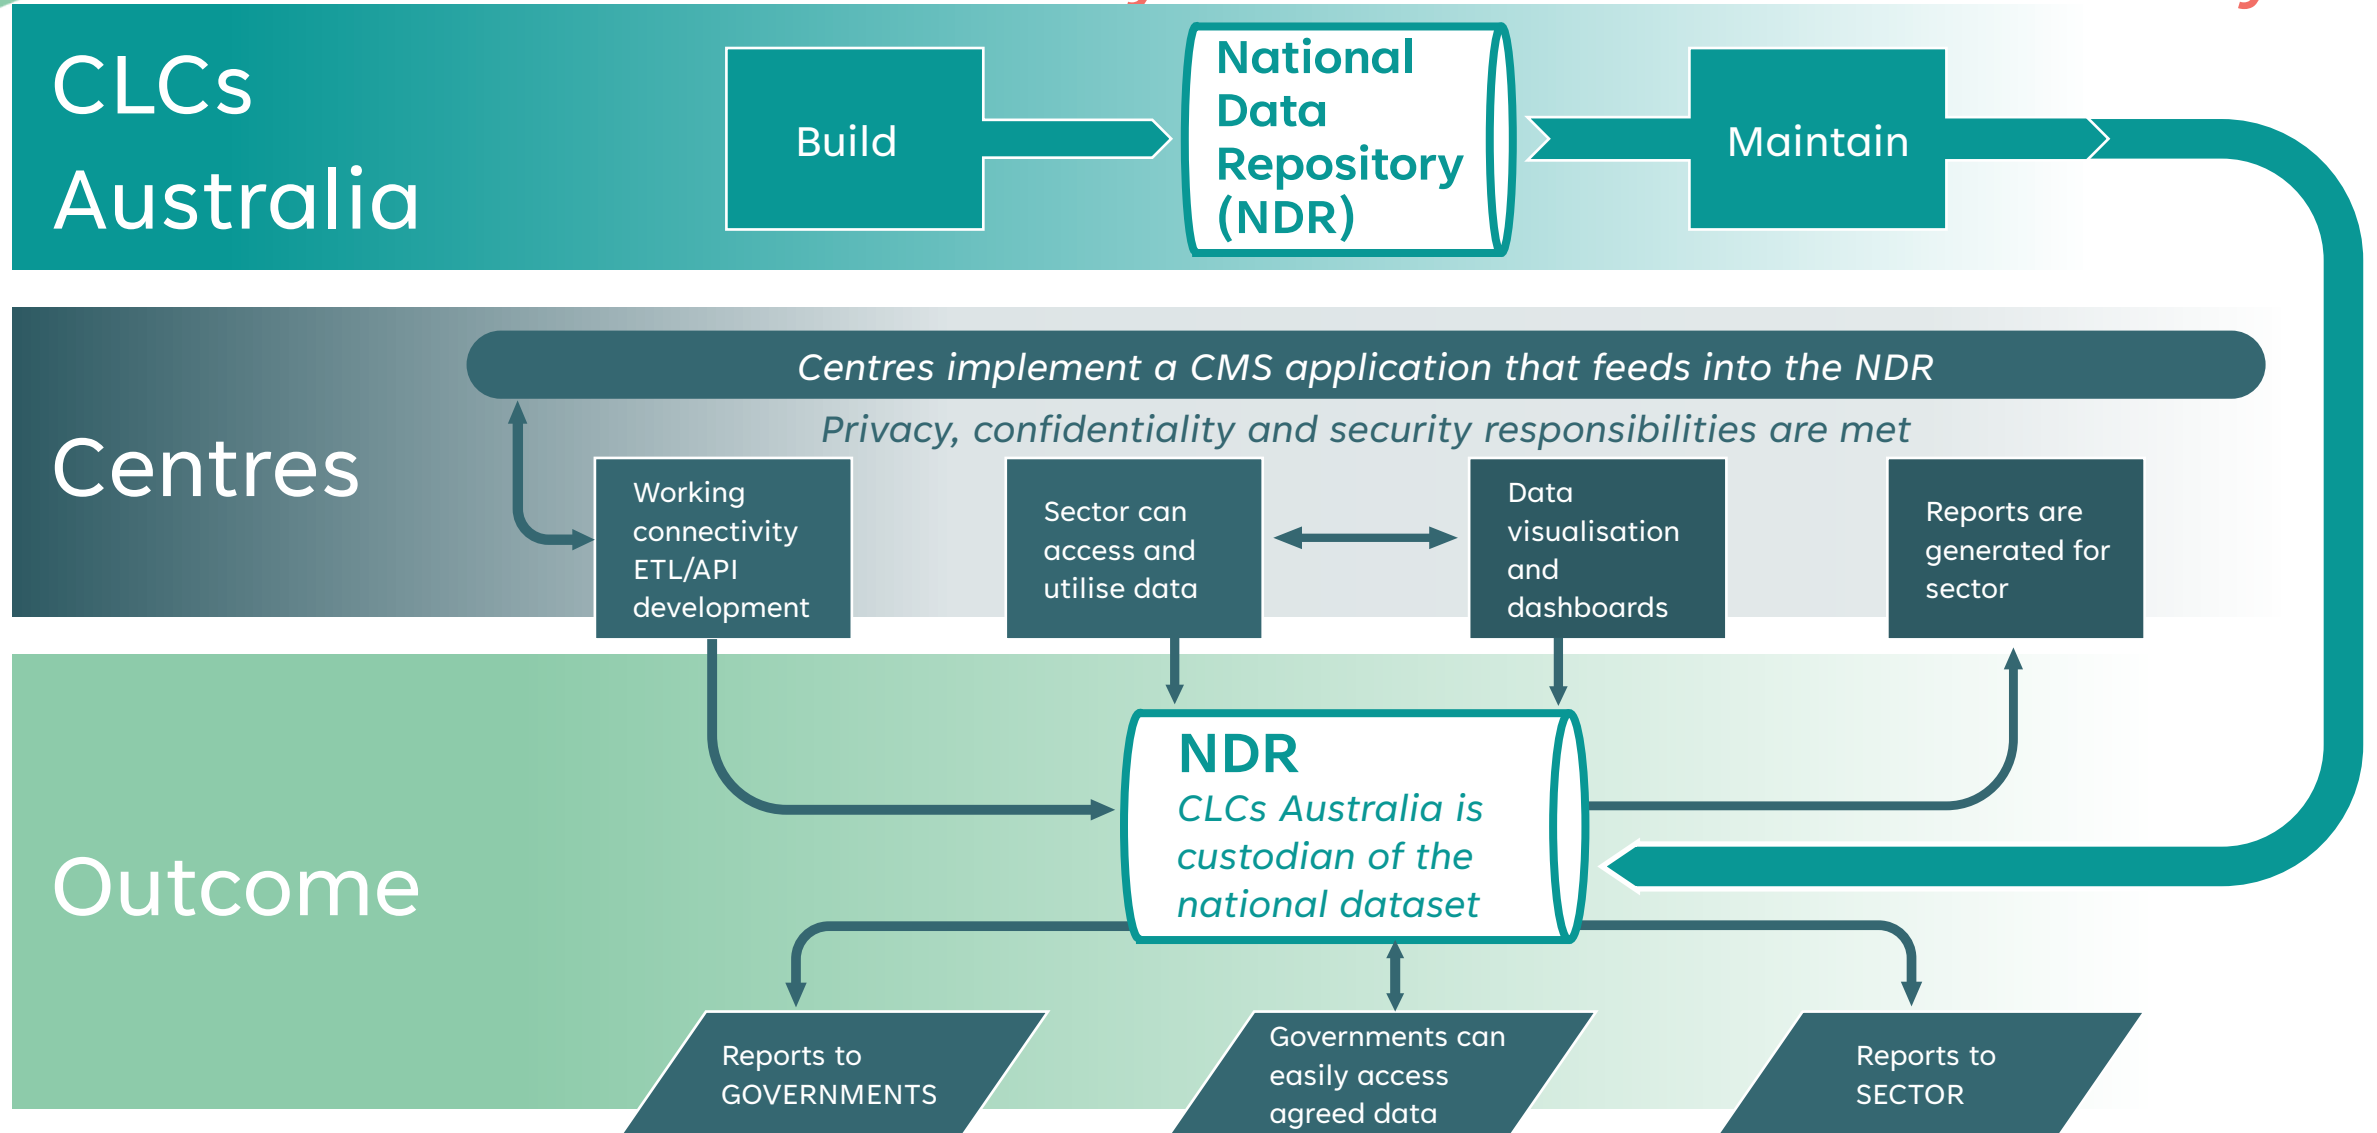 CLCs
Australia
Build
National
Data
Repository
(NDR)
Maintain
Centres implement a CMS application that feeds into the NDR
Privacy, confidentiality and security responsibilities are met
Centres
Working
connectivity
ETL/API
development
Sector can
access and
utilise data
Data
visualisation
and
dashboards
Reports are
generated for
sector
Outcome
NDR
CLCs Australia is
custodian of the
national dataset
Reports to
GOVERNMENTS
Governments can
easily access
agreed data
Reports to
SECTOR